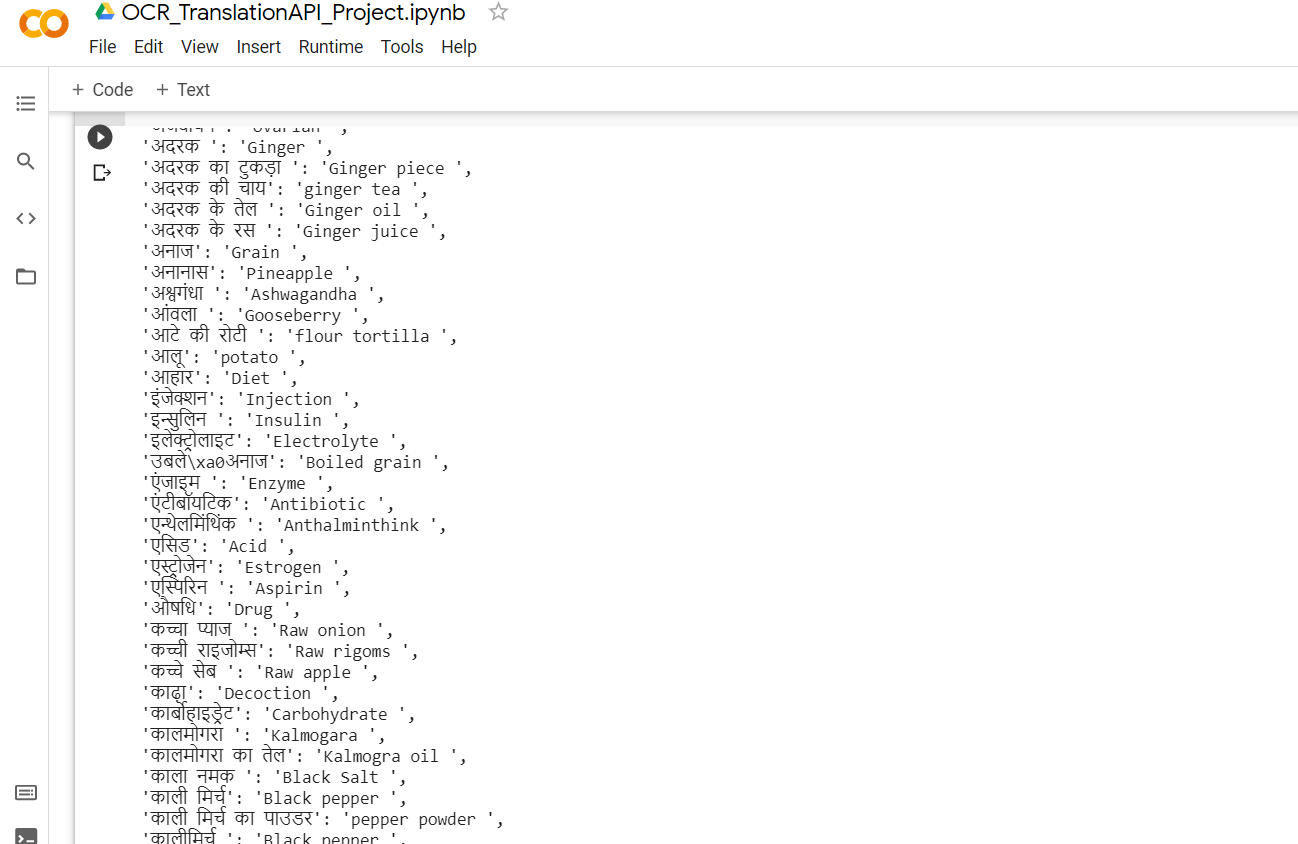 OCR_TranslationAPI_Project.ipynb
File Edit View Insert Runtime Tools Help
+ Code + Text
'अदरक ': 'Ginger ',
'अदरक का टुकड़ा ': 'Ginger piece ',
'अदरक की चाय': 'ginger tea ',
'अदरक के तेल ': 'Ginger oil ',
'अदरक के रस ': 'Ginger juice ',
'अनाज': 'Grain ',
'अनानास': 'Pineapple ',
'अश्वगंधा ': 'Ashwagandha ',
'आंवला ': 'Gooseberry ',
'आटे की रोटी ': 'flour tortilla ',
'आलू': 'potato ',
'आहार': 'Diet ',
'इंजेक्शन': 'Injection ',
'इन्सुलिन ': 'Insulin ',
'इलेक्ट्रोलाइट': 'Electrolyte ',
'उबले\xa0अनाज': 'Boiled grain ',
'एंजाइम ': 'Enzyme ',
'एंटीबॉयटिक': 'Antibiotic ',
'एन्थेलमिंथिंक ': 'Anthalminthink ',
'एसिड': 'Acid ',
'एस्ट्रोजेन': 'Estrogen ',
'एस्पिरिन ': 'Aspirin ',
'औषधि': 'Drug ',
'कच्चा प्याज ': 'Raw onion ',
'कच्ची राइजोम्स': 'Raw rigoms ',
'कच्चे सेब ': 'Raw apple ',
'काढ़ा': 'Decoction ',
'कार्बोहाइड्रेट': 'Carbohydrate ',
'कालमोगरा ': 'Kalmogara ',
'कालमोगरा का तेल': 'Kalmogra oil ',
'काला नमक ': 'Black Salt ',
'काली मिर्च': 'Black pepper ',
'काली मिर्च का पाउडर': 'pepper powder ',
'कालीमिर्च ': 'Black pepper ',